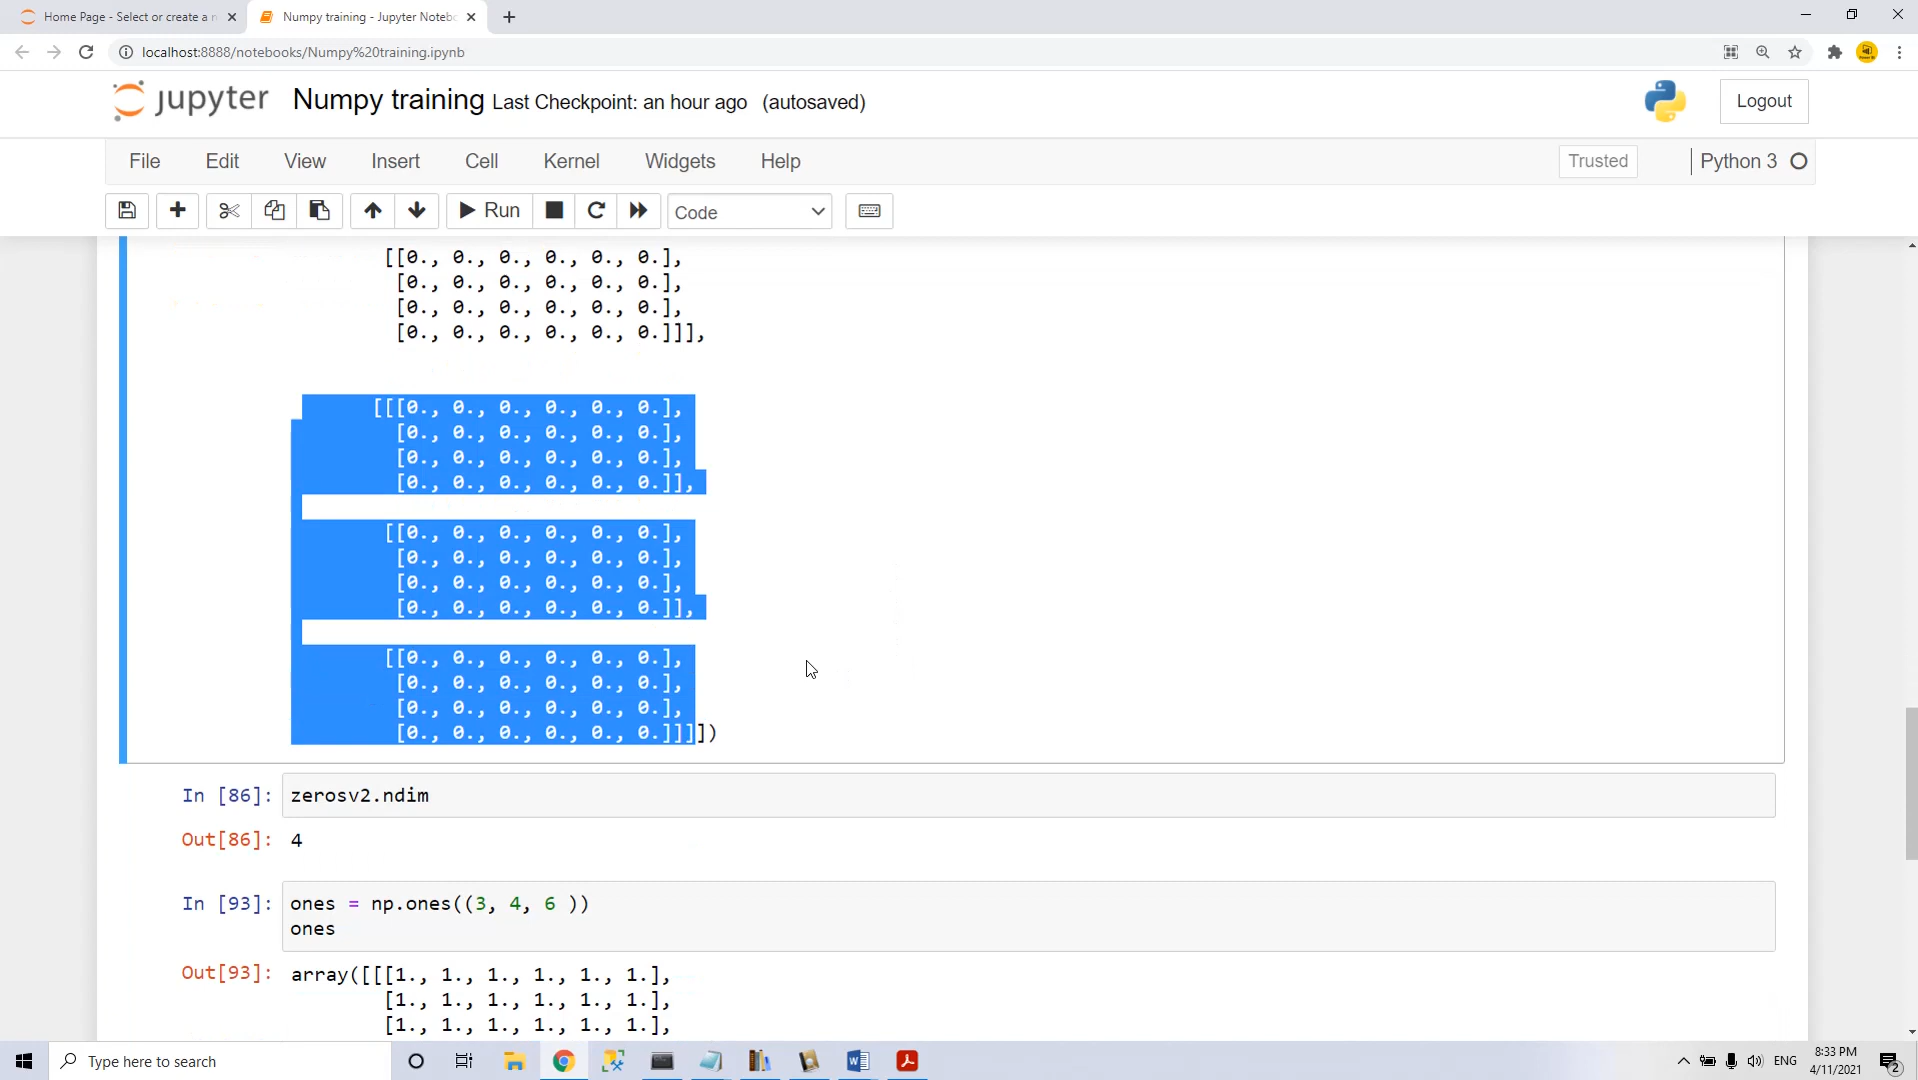 Home Page - Select or create a n
Numpy training - Jupyter Notebo
localhost:8888/notebooks/Numpy%20training.ipynb
jupyter Numpy training Last Checkpoint: an hour ago (autosaved)
Logout
File Edit View Insert Cell Kernel Widgets Help
Trusted
Python 3
Run
Code
[[0., 0., 0., 0., 0., 0.],
[0., 0., 0., 0., 0., 0.],
[0., 0., 0., 0., 0., 0.],
[0., 0., 0., 0., 0., 0.]]],
[[[0., 0., 0., 0., 0., 0.],
[0., 0., 0., 0., 0., 0.],
[0., 0., 0., 0., 0., 0.],
[0., 0., 0., 0., 0., 0.]],
[[0., 0., 0., 0., 0., 0.],
[0., 0., 0., 0., 0., 0.],
[0., 0., 0., 0., 0., 0.],
[0., 0., 0., 0., 0., 0.]],
[[0., 0., 0., 0., 0., 0.],
[0., 0., 0., 0., 0., 0.],
[0., 0., 0., 0., 0., 0.],
[0., 0., 0., 0., 0., 0.]]]])
In [86]: zerosv2.ndim
Out[86]: 4
In [93]: ones = np.ones((3, 4, 6 ))
ones
Out[93]: array([[[1., 1., 1., 1., 1., 1.],
[1., 1., 1., 1., 1., 1.],
[1., 1., 1., 1., 1., 1.],
Type here to search
ENG
8:33 PM
4/11/2021
2